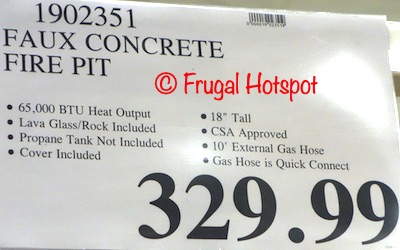 1902351
FAUX CONCRETE
FIRE PIT
© Frugal Hotspot
• 65,000 BTU Heat Output
• Lava Glass/Rock Included
• Propane Tank Not Included
• Cover Included
• 18" Tall
• CSA Approved
• 10' External Gas Hose
• Gas Hose is Quick Connect
329.99